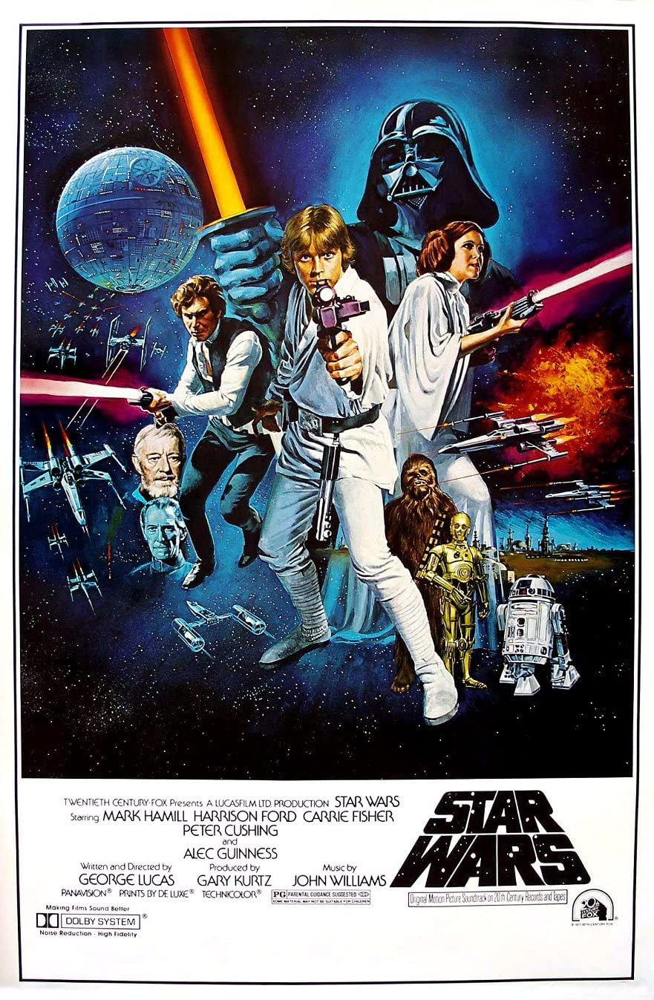 TWENTIETH CENTURY-FOX Presents A LUCASFILM LTD. PRODUCTION STAR WARS
Starring MARK HAMILL HARRISON FORD CARRIE FISHER
PETER CUSHING
and
ALEC GUINNESS
Written and Directed by
GEORGE LUCAS
Produced by
GARY KURTZ
Music by
JOHN WILLIAMS
PANAVISION® PRINTS BY DE LUXE® TECHNICOLOR®
PG PARENTAL GUIDANCE SUGGESTED
SOME MATERIAL MAY NOT BE SUITABLE FOR CHILDREN
Making Films Sound Better
DOLBY SYSTEM®
Noise Reduction · High Fidelity
STAR
WARS
Original Motion Picture Soundtrack on 20th Century Records and Tapes
20th
CENTURY
FOX®
© 1977 20TH CENTURY-FOX